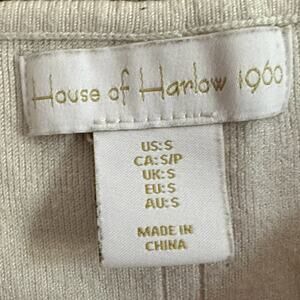 House of Harlow 1960
US: S
CA: S/P
UK: S
EU: S
AU: S
MADE IN
CHINA